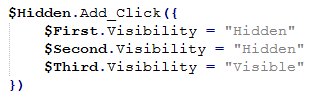 $Hidden.Add_Click({
    $First.Visibility = "Hidden"
    $Second.Visibility = "Hidden"
    $Third.Visibility = "Visible"
})